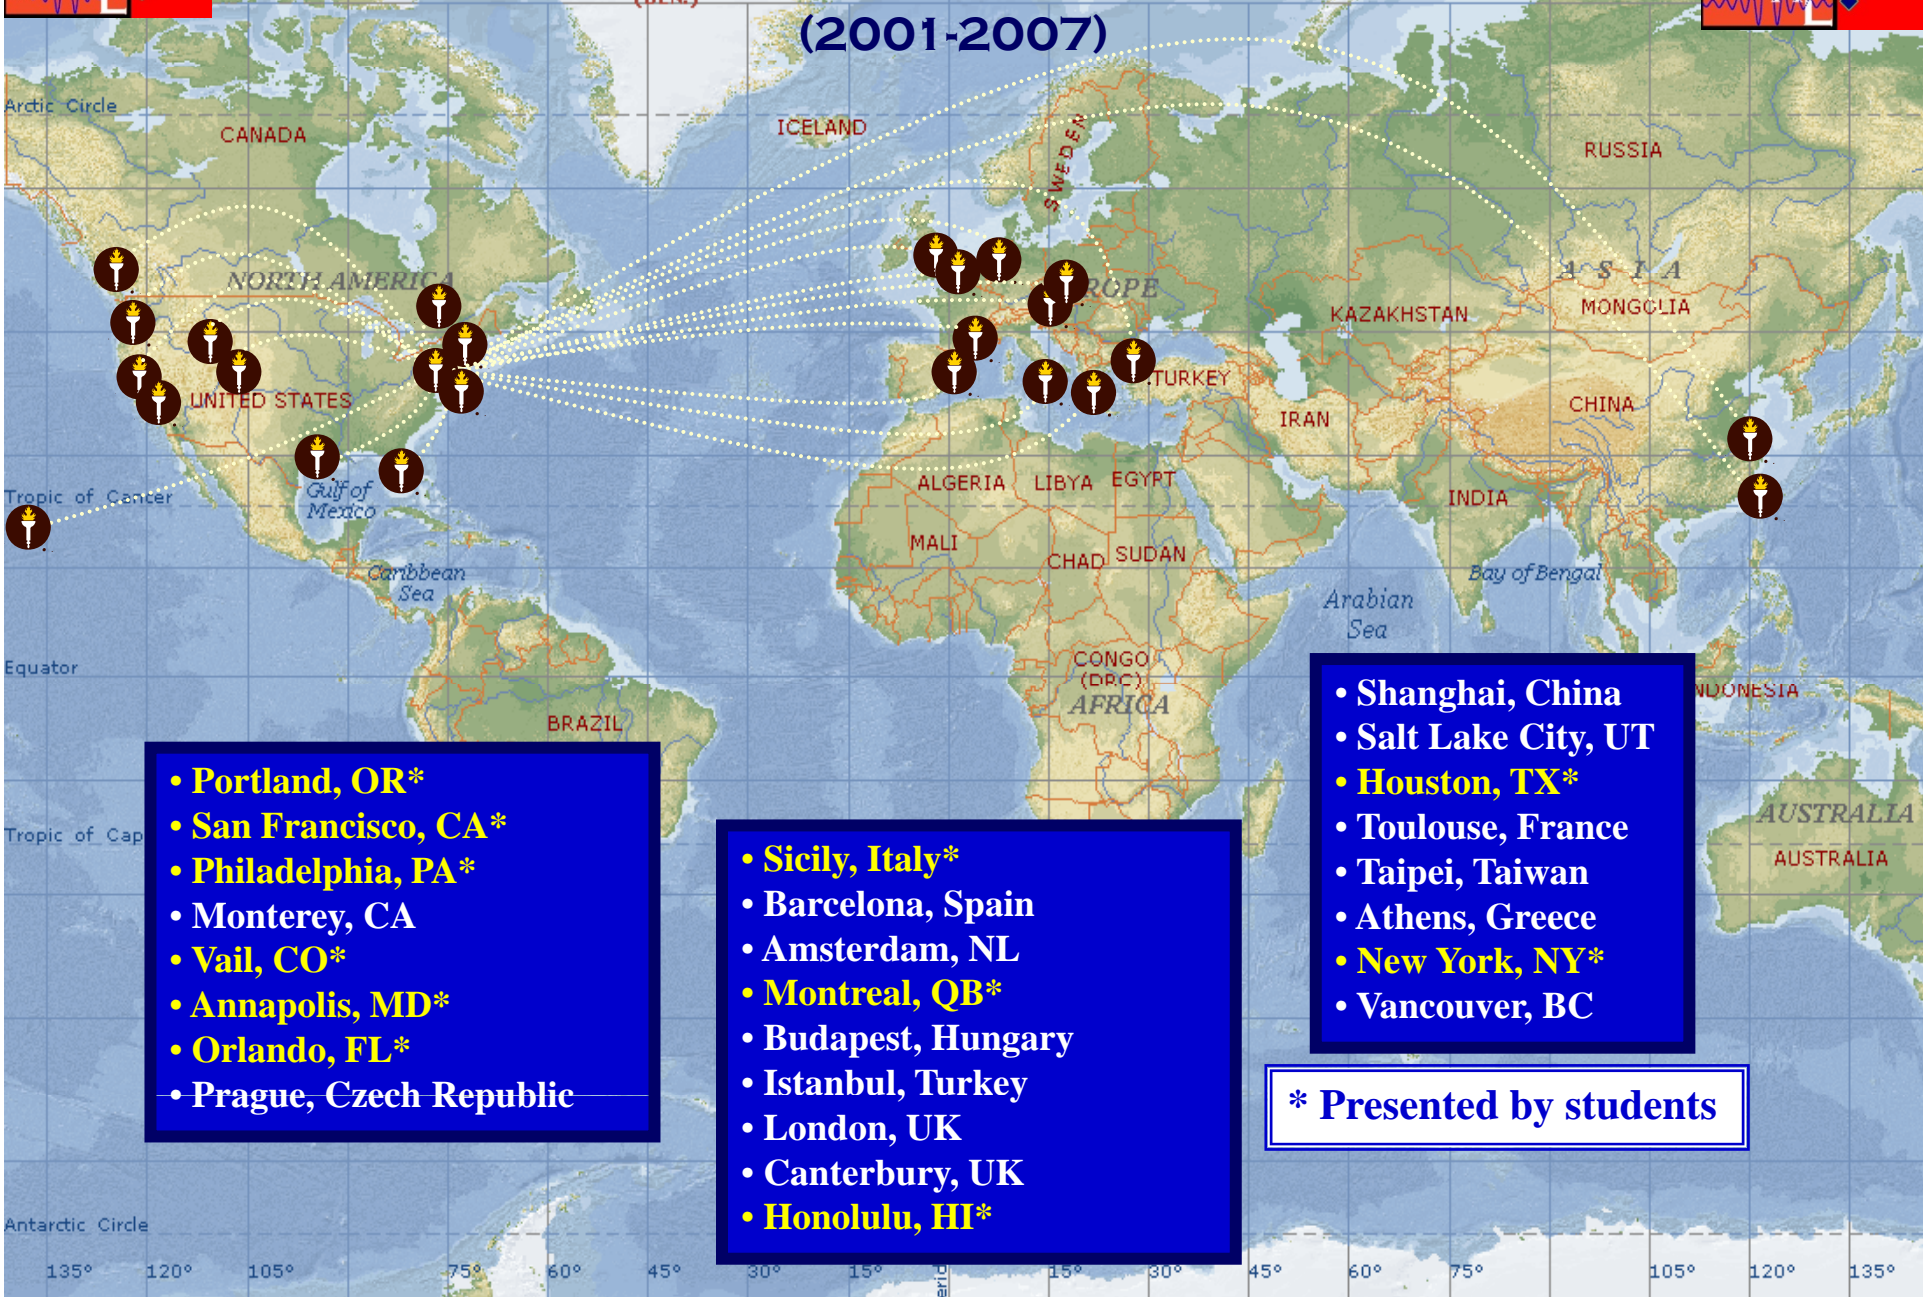 (2001-2007)
Arctic Circle
CANADA
ICELAND
SWEDEN
RUSSIA
NORTH AMERICA
ASIA
MONGOLIA
KAZAKHSTAN
UNITED STATES
TURKEY
IRAN
CHINA
Tropic of Cancer
Gulf of
Mexico
ALGERIA
LIBYA
EGYPT
INDIA
MALI
CHAD
SUDAN
Caribbean
Sea
Bay of Bengal
Arabian
Sea
Equator
CONGO
(DRC)
AFRICA
BRAZIL
AUSTRALIA
AUSTRALIA
• Portland, OR*
• San Francisco, CA*
• Philadelphia, PA*
• Monterey, CA
• Vail, CO*
• Annapolis, MD*
• Orlando, FL*
• Prague, Czech Republic
• Sicily, Italy*
• Barcelona, Spain
• Amsterdam, NL
• Montreal, QB*
• Budapest, Hungary
• Istanbul, Turkey
• London, UK
• Canterbury, UK
• Honolulu, HI*
• Shanghai, China
• Salt Lake City, UT
• Houston, TX*
• Toulouse, France
• Taipei, Taiwan
• Athens, Greece
• New York, NY*
• Vancouver, BC
* Presented by students
Tropic of Cap
Antarctic Circle
135° 120° 105° 75° 60° 45° 30° 15° 15° 30° 45° 60° 75° 105° 120° 135°